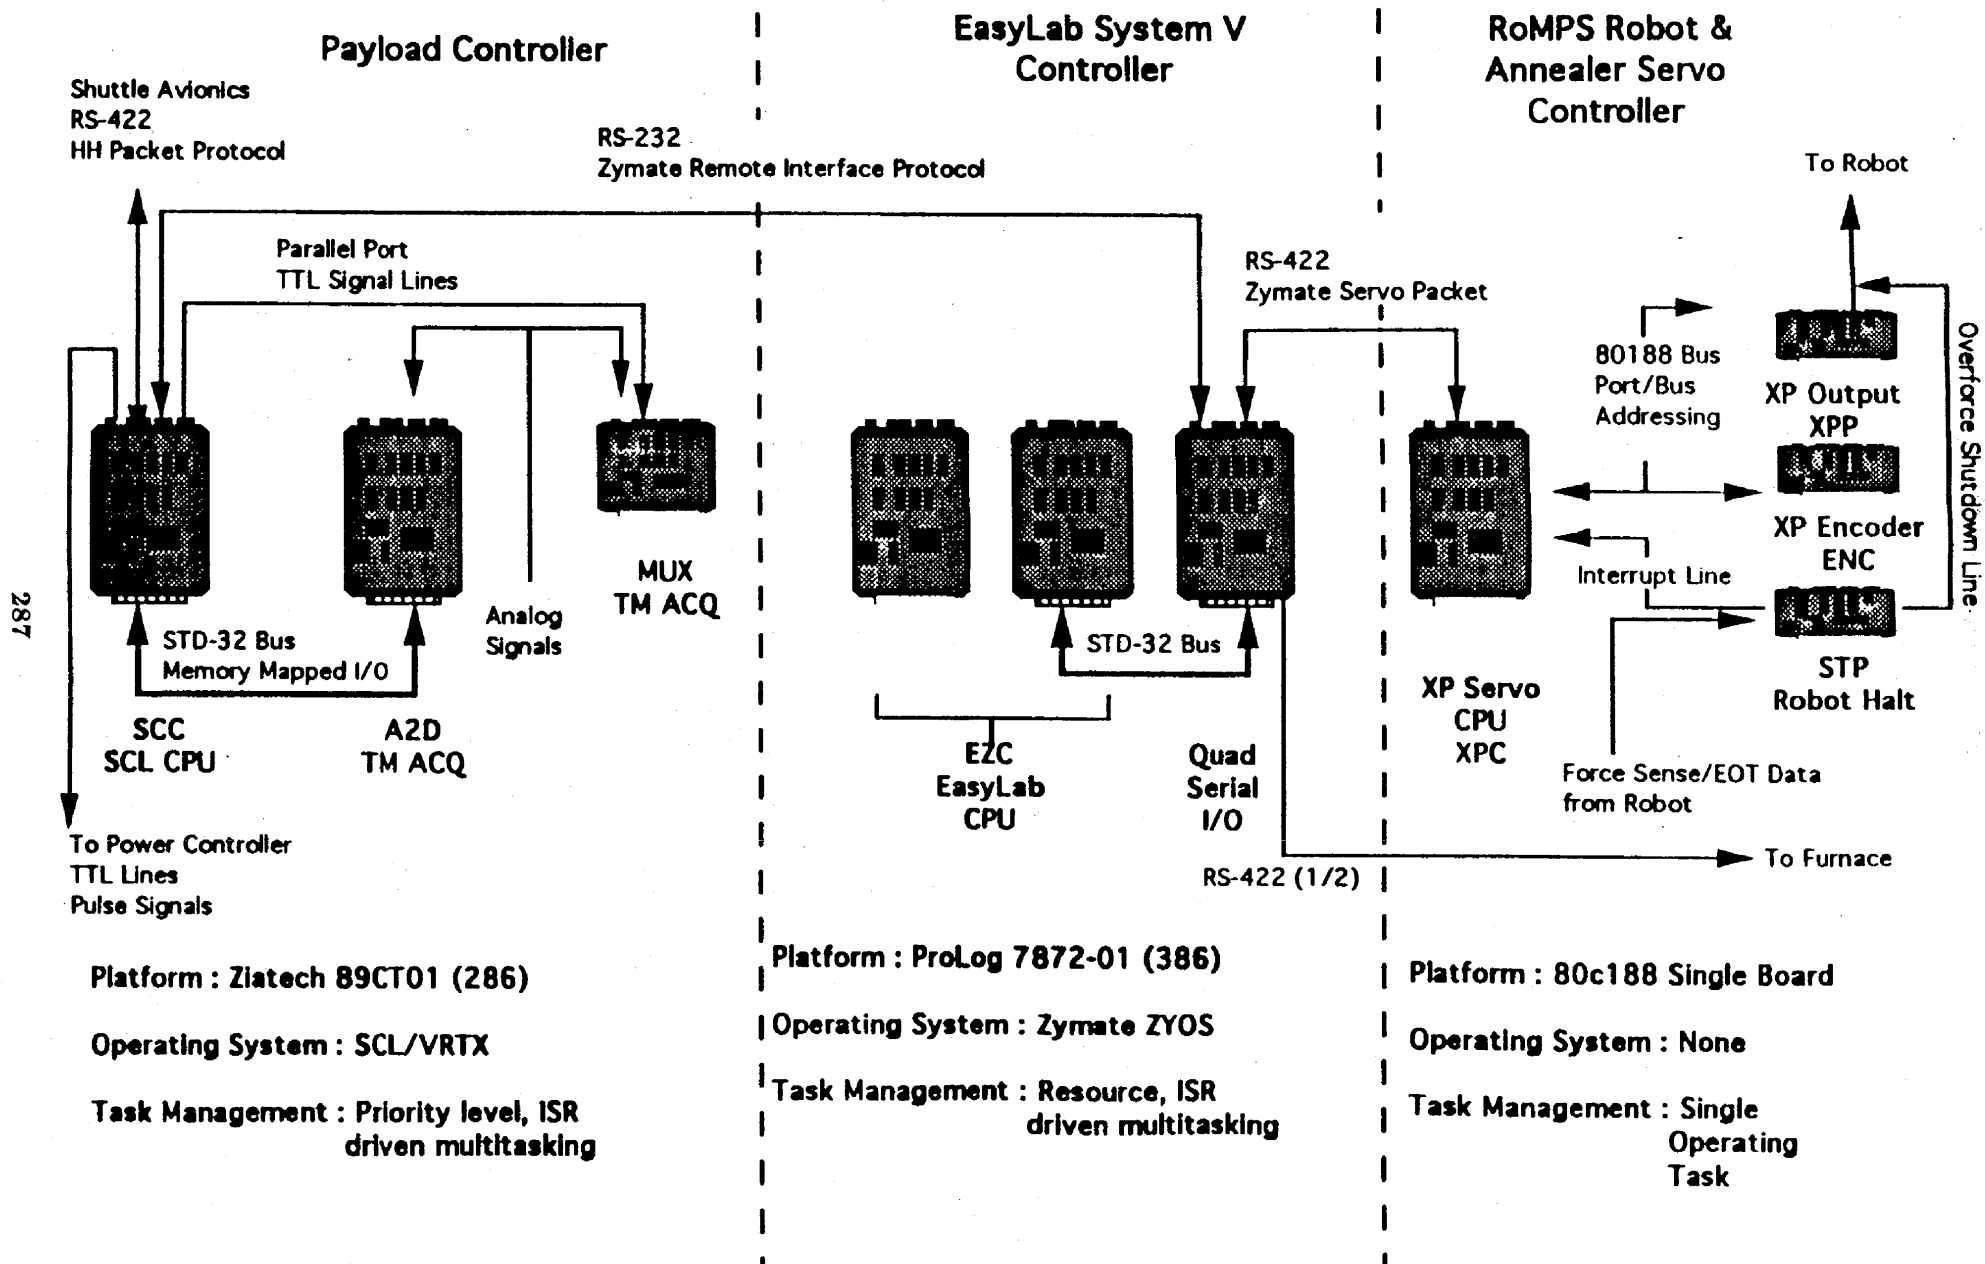 Payload Controller
Shuttle Avionics
RS-422
HH Packet Protocol
RS-232
Zymate Remote Interface Protocol
Parallel Port
TTL Signal Lines
Analog
Signals
MUX
TM ACQ
STD-32 Bus
Memory Mapped I/O
SCC
SCL CPU
A2D
TM ACQ
To Power Controller
TTL Lines
Pulse Signals
Platform : Ziatech 89CT01 (286)
Operating System : SCL/VRTX
Task Management : Priority level, ISR
driven multitasking
287
EasyLab System V
Controller
RS-422
Zymate Servo Packet
STD-32 Bus
EZC
EasyLab
CPU
Quad
Serial
I/O
RS-422 (1/2)
Platform : ProLog 7872-01 (386)
Operating System : Zymate ZYOS
Task Management : Resource, ISR
driven multitasking
RoMPS Robot &
Annealer Servo
Controller
To Robot
80188 Bus
Port/Bus
Addressing
XP Output
XPP
XP Encoder
ENC
Interrupt Line
Overforce Shutdown Line
STP
Robot Halt
XP Servo
CPU
XPC
Force Sense/EOT Data
from Robot
To Furnace
Platform : 80c188 Single Board
Operating System : None
Task Management : Single
Operating
Task